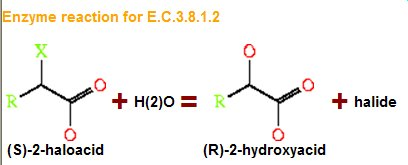 Enzyme reaction for E.C.3.8.1.2
X O
R O O + H(2)O = R O O + halide
(S)-2-haloacid (R)-2-hydroxyacid